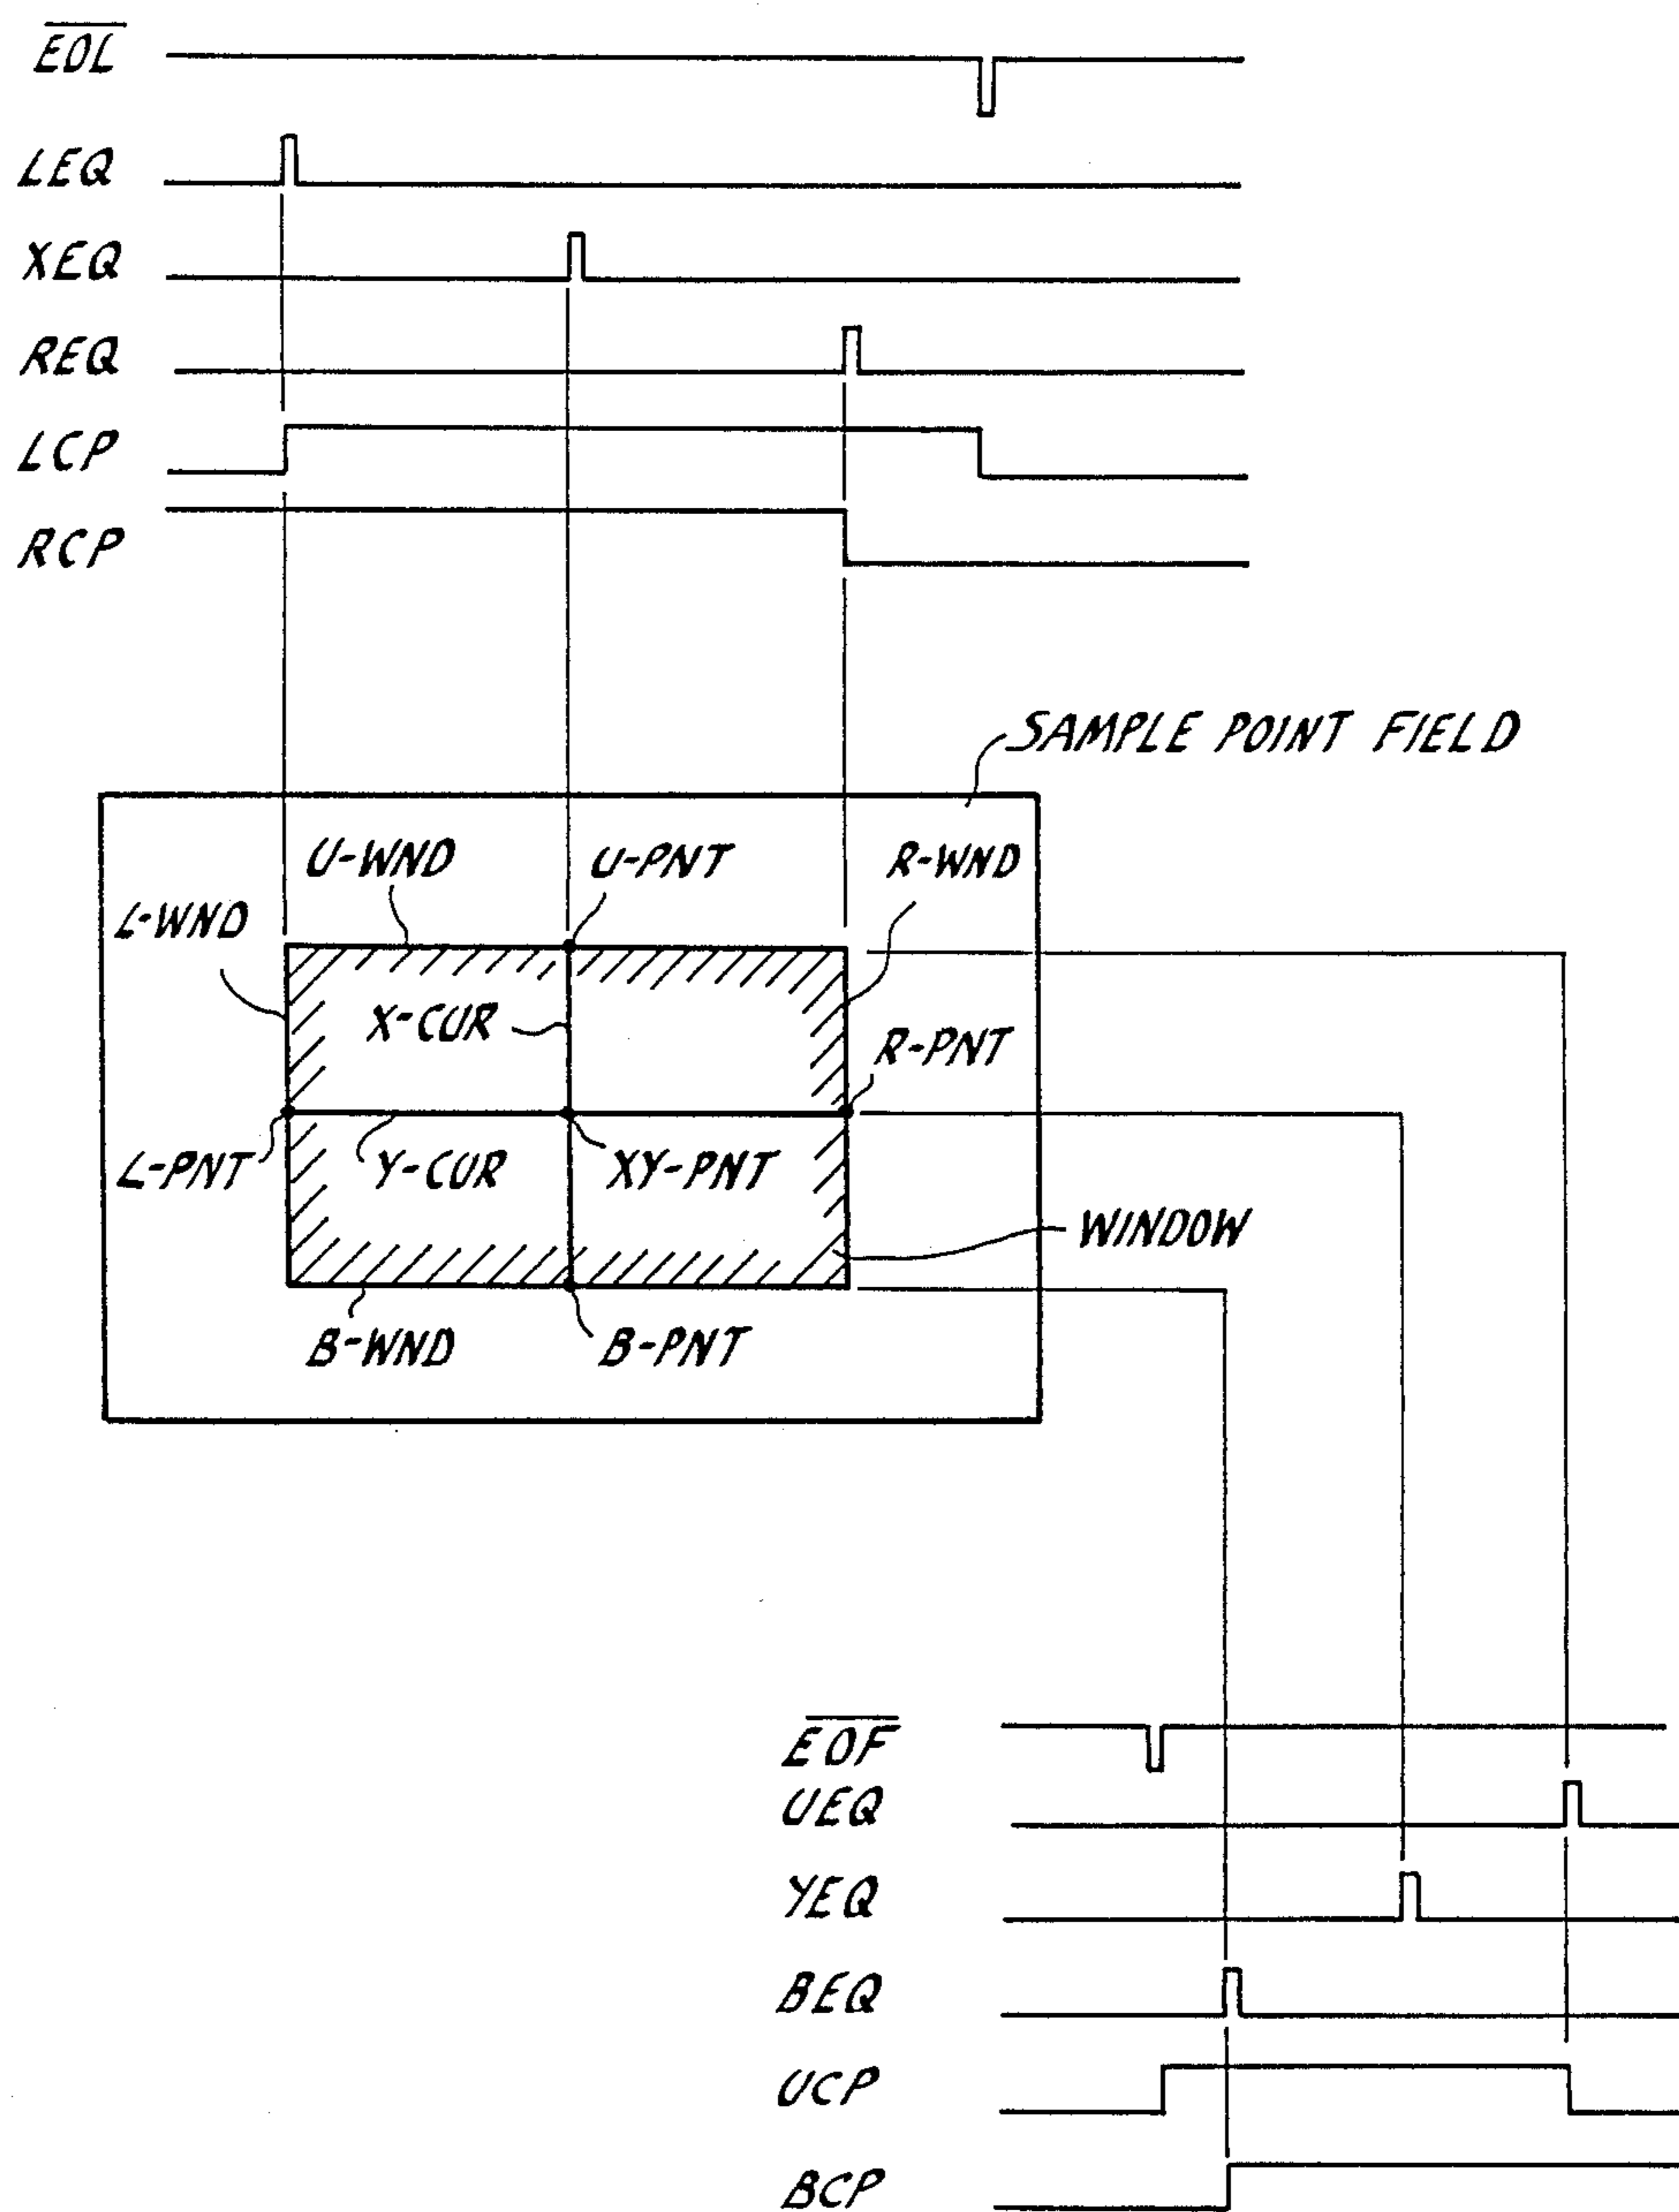 EOL
LEQ
XEQ
REQ
LCP
RCP
SAMPLE POINT FIELD
U-WND
U-PNT
R-WND
L-WND
X-CUR
R-PNT
L-PNT
Y-CUR
XY-PNT
WINDOW
B-WND
B-PNT
EOF
UEQ
YEQ
BEQ
UCP
BCP